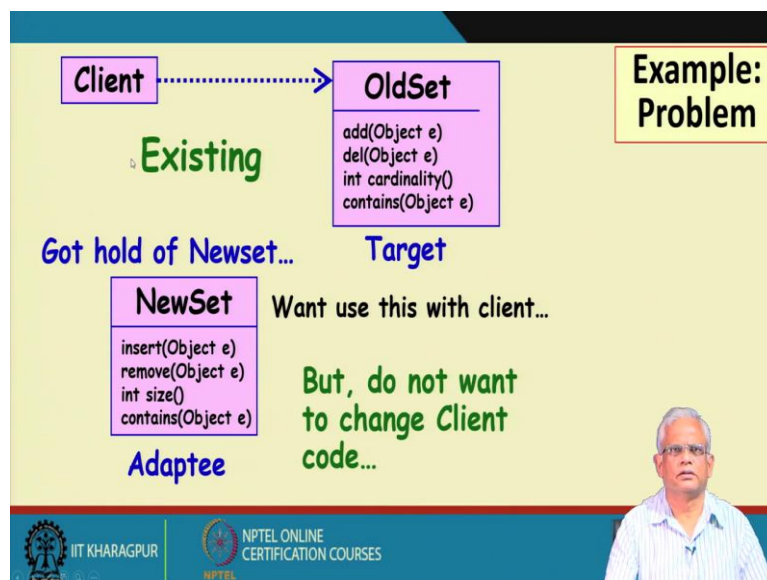 Client
OldSet
add(Object e)
del(Object e)
int cardinality()
contains(Object e)
Example:
Problem
Existing
Got hold of Newset...
Target
NewSet
insert(Object e)
remove(Object e)
int size()
contains(Object e)
Want use this with client...
But, do not want
to change Client
code...
Adaptee
IIT KHARAGPUR
NPTEL ONLINE
CERTIFICATION COURSES
NPTEL